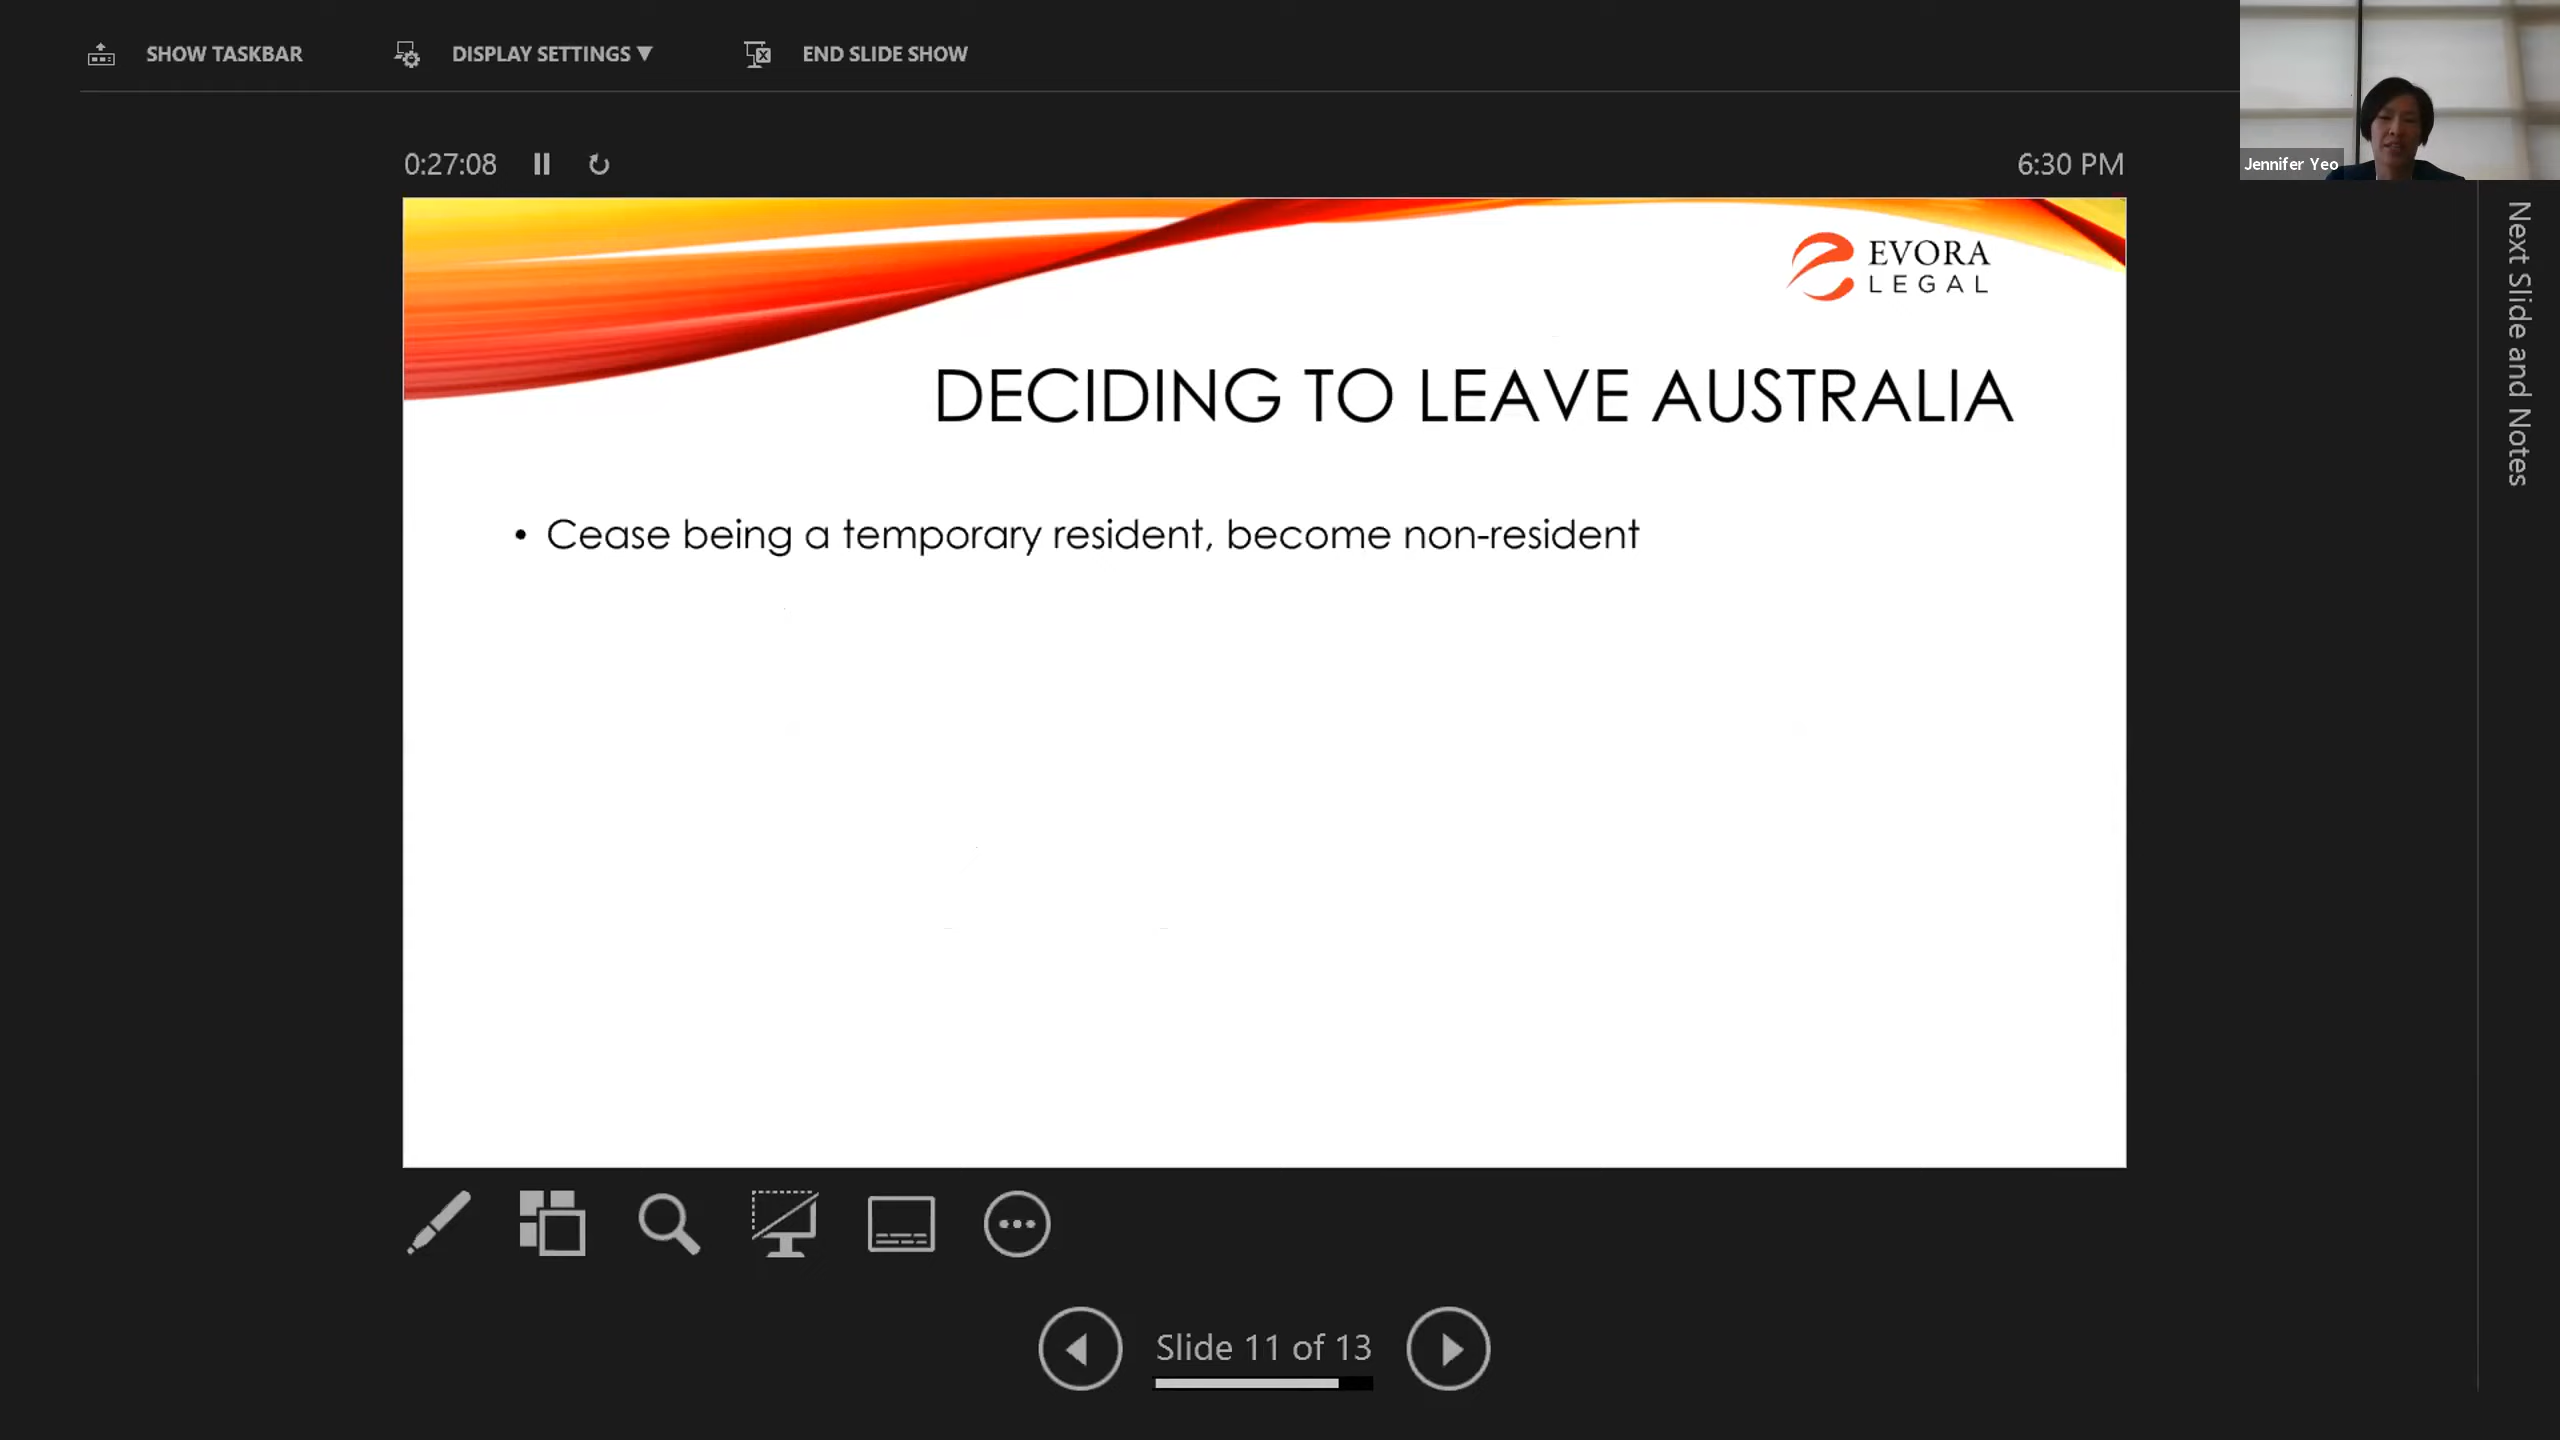 SHOW TASKBAR
DISPLAY SETTINGS ▼
END SLIDE SHOW
Jennifer Yeo
0:27:08
6:30 PM
Next Slide and Notes
EVORA
LEGAL
DECIDING TO LEAVE AUSTRALIA
• Cease being a temporary resident, become non-resident
Slide 11 of 13